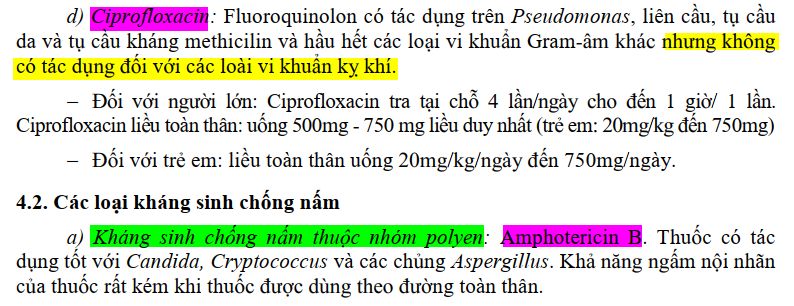 d) Ciprofloxacin: Fluoroquinolon có tác dụng trên Pseudomonas, liên cầu, tụ cầu
da và tụ cầu kháng methicilin và hầu hết các loại vi khuẩn Gram-âm khác nhưng không
có tác dụng đối với các loài vi khuẩn kỵ khí.
– Đối với người lớn: Ciprofloxacin tra tại chỗ 4 lần/ngày cho đến 1 giờ/ 1 lần.
Ciprofloxacin liều toàn thân: uống 500mg - 750 mg liều duy nhất (trẻ em: 20mg/kg đến 750mg)
– Đối với trẻ em: liều toàn thân uống 20mg/kg/ngày đến 750mg/ngày.
4.2. Các loại kháng sinh chống nấm
a) Kháng sinh chống nấm thuộc nhóm polyen: Amphotericin B. Thuốc có tác
dụng tốt với Candida, Cryptococcus và các chủng Aspergillus. Khả năng ngấm nội nhãn
của thuốc rất kém khi thuốc được dùng theo đường toàn thân.